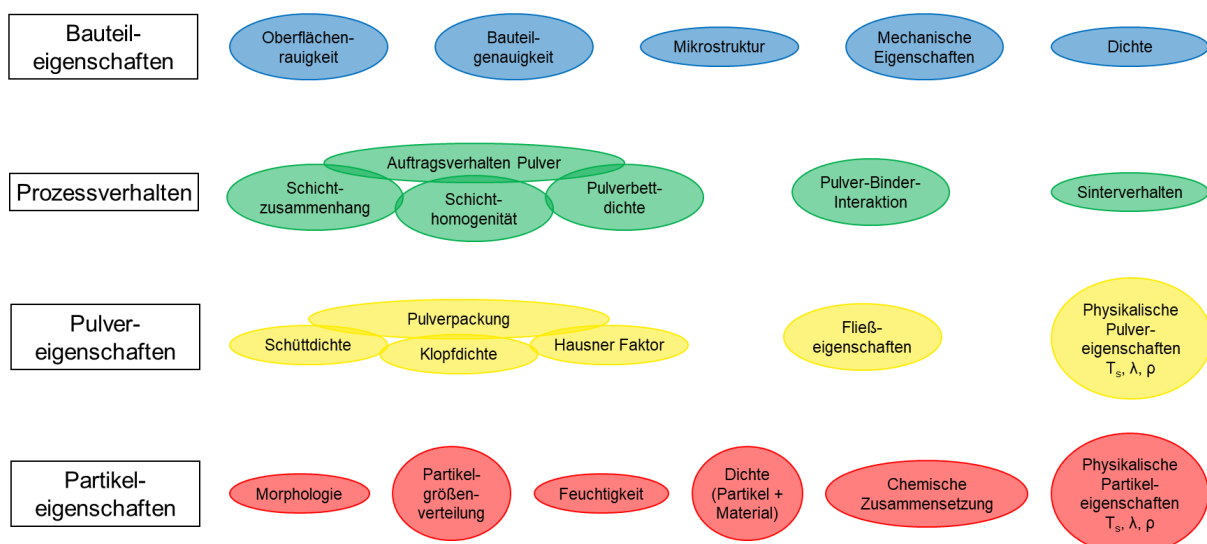 Bauteil-
eigenschaften
Oberflächen-
rauigkeit
Bauteil-
genauigkeit
Mikrostruktur
Mechanische
Eigenschaften
Dichte
Prozessverhalten
Auftragsverhalten Pulver
Schicht-
zusammenhang
Schicht-
homogenität
Pulverbett-
dichte
Pulver-Binder-
Interaktion
Sinterverhalten
Pulver-
eigenschaften
Pulverpackung
Schüttdichte
Klopfdichte
Hausner Faktor
Fließ-
eigenschaften
Physikalische
Pulver-
eigenschaften
Tₛ, λ, ρ
Partikel-
eigenschaften
Morphologie
Partikel-
größen-
verteilung
Feuchtigkeit
Dichte
(Partikel +
Material)
Chemische
Zusammensetzung
Physikalische
Partikel-
eigenschaften
Tₛ, λ, ρ